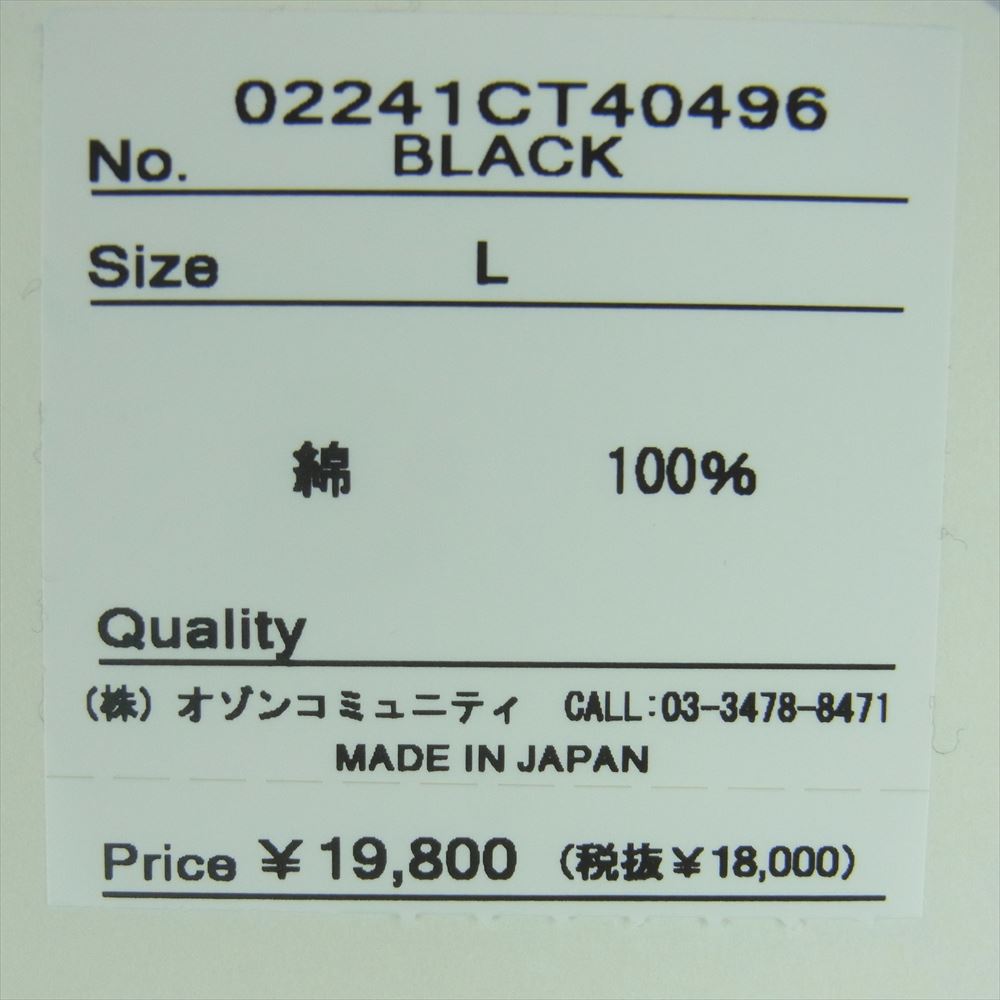 02241CT40496
No. BLACK
Size L
綿 100%
Quality
(株) オゾンコミュニティ CALL:03-3478-8471
MADE IN JAPAN
Price ¥ 19,800 (税抜¥18,000)